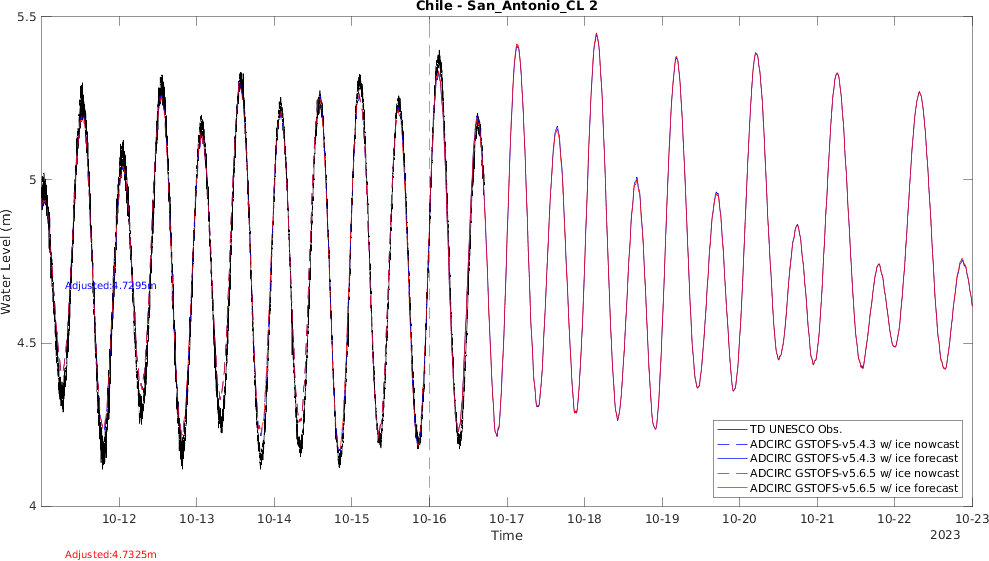 Chile - San_Antonio_CL 2
5.5
5
4.5
4
Water Level (m)
Adjusted:4.7295m
TD UNESCO Obs.
ADCIRC GSTOFS-v5.4.3 w/ ice nowcast
ADCIRC GSTOFS-v5.4.3 w/ ice forecast
ADCIRC GSTOFS-v5.6.5 w/ ice nowcast
ADCIRC GSTOFS-v5.6.5 w/ ice forecast
10-12 10-13 10-14 10-15 10-16 10-17 10-18 10-19 10-20 10-21 10-22 10-23
Time
2023
Adjusted:4.7325m